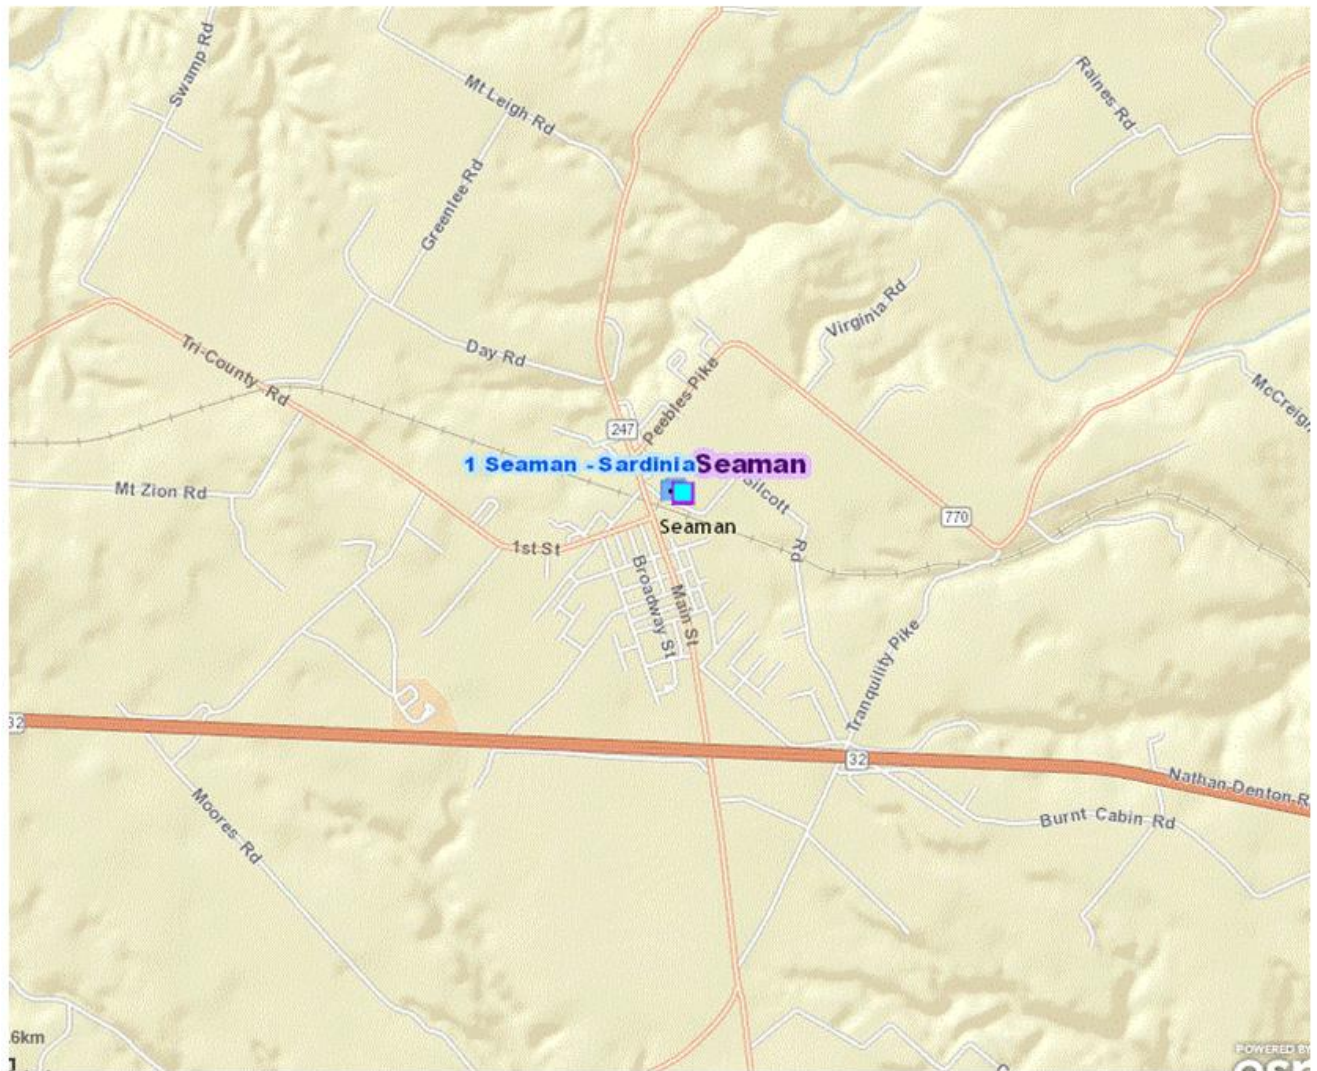 Swamp Rd
Mt Leigh Rd
Raines Rd
Greenlee Rd
Virginia Rd
Tri-County Rd
Day Rd
Peebles Pike
247
1 Seaman - Sardinia
Seaman
Silcott
Rd
Mt Zion Rd
770
Seaman
1st St
Broadway St
Main St
Tranquility Pike
32
32
Nathan-Denton-R
Burnt Cabin Rd
Moores Rd
.6km
POWERED BY
esri